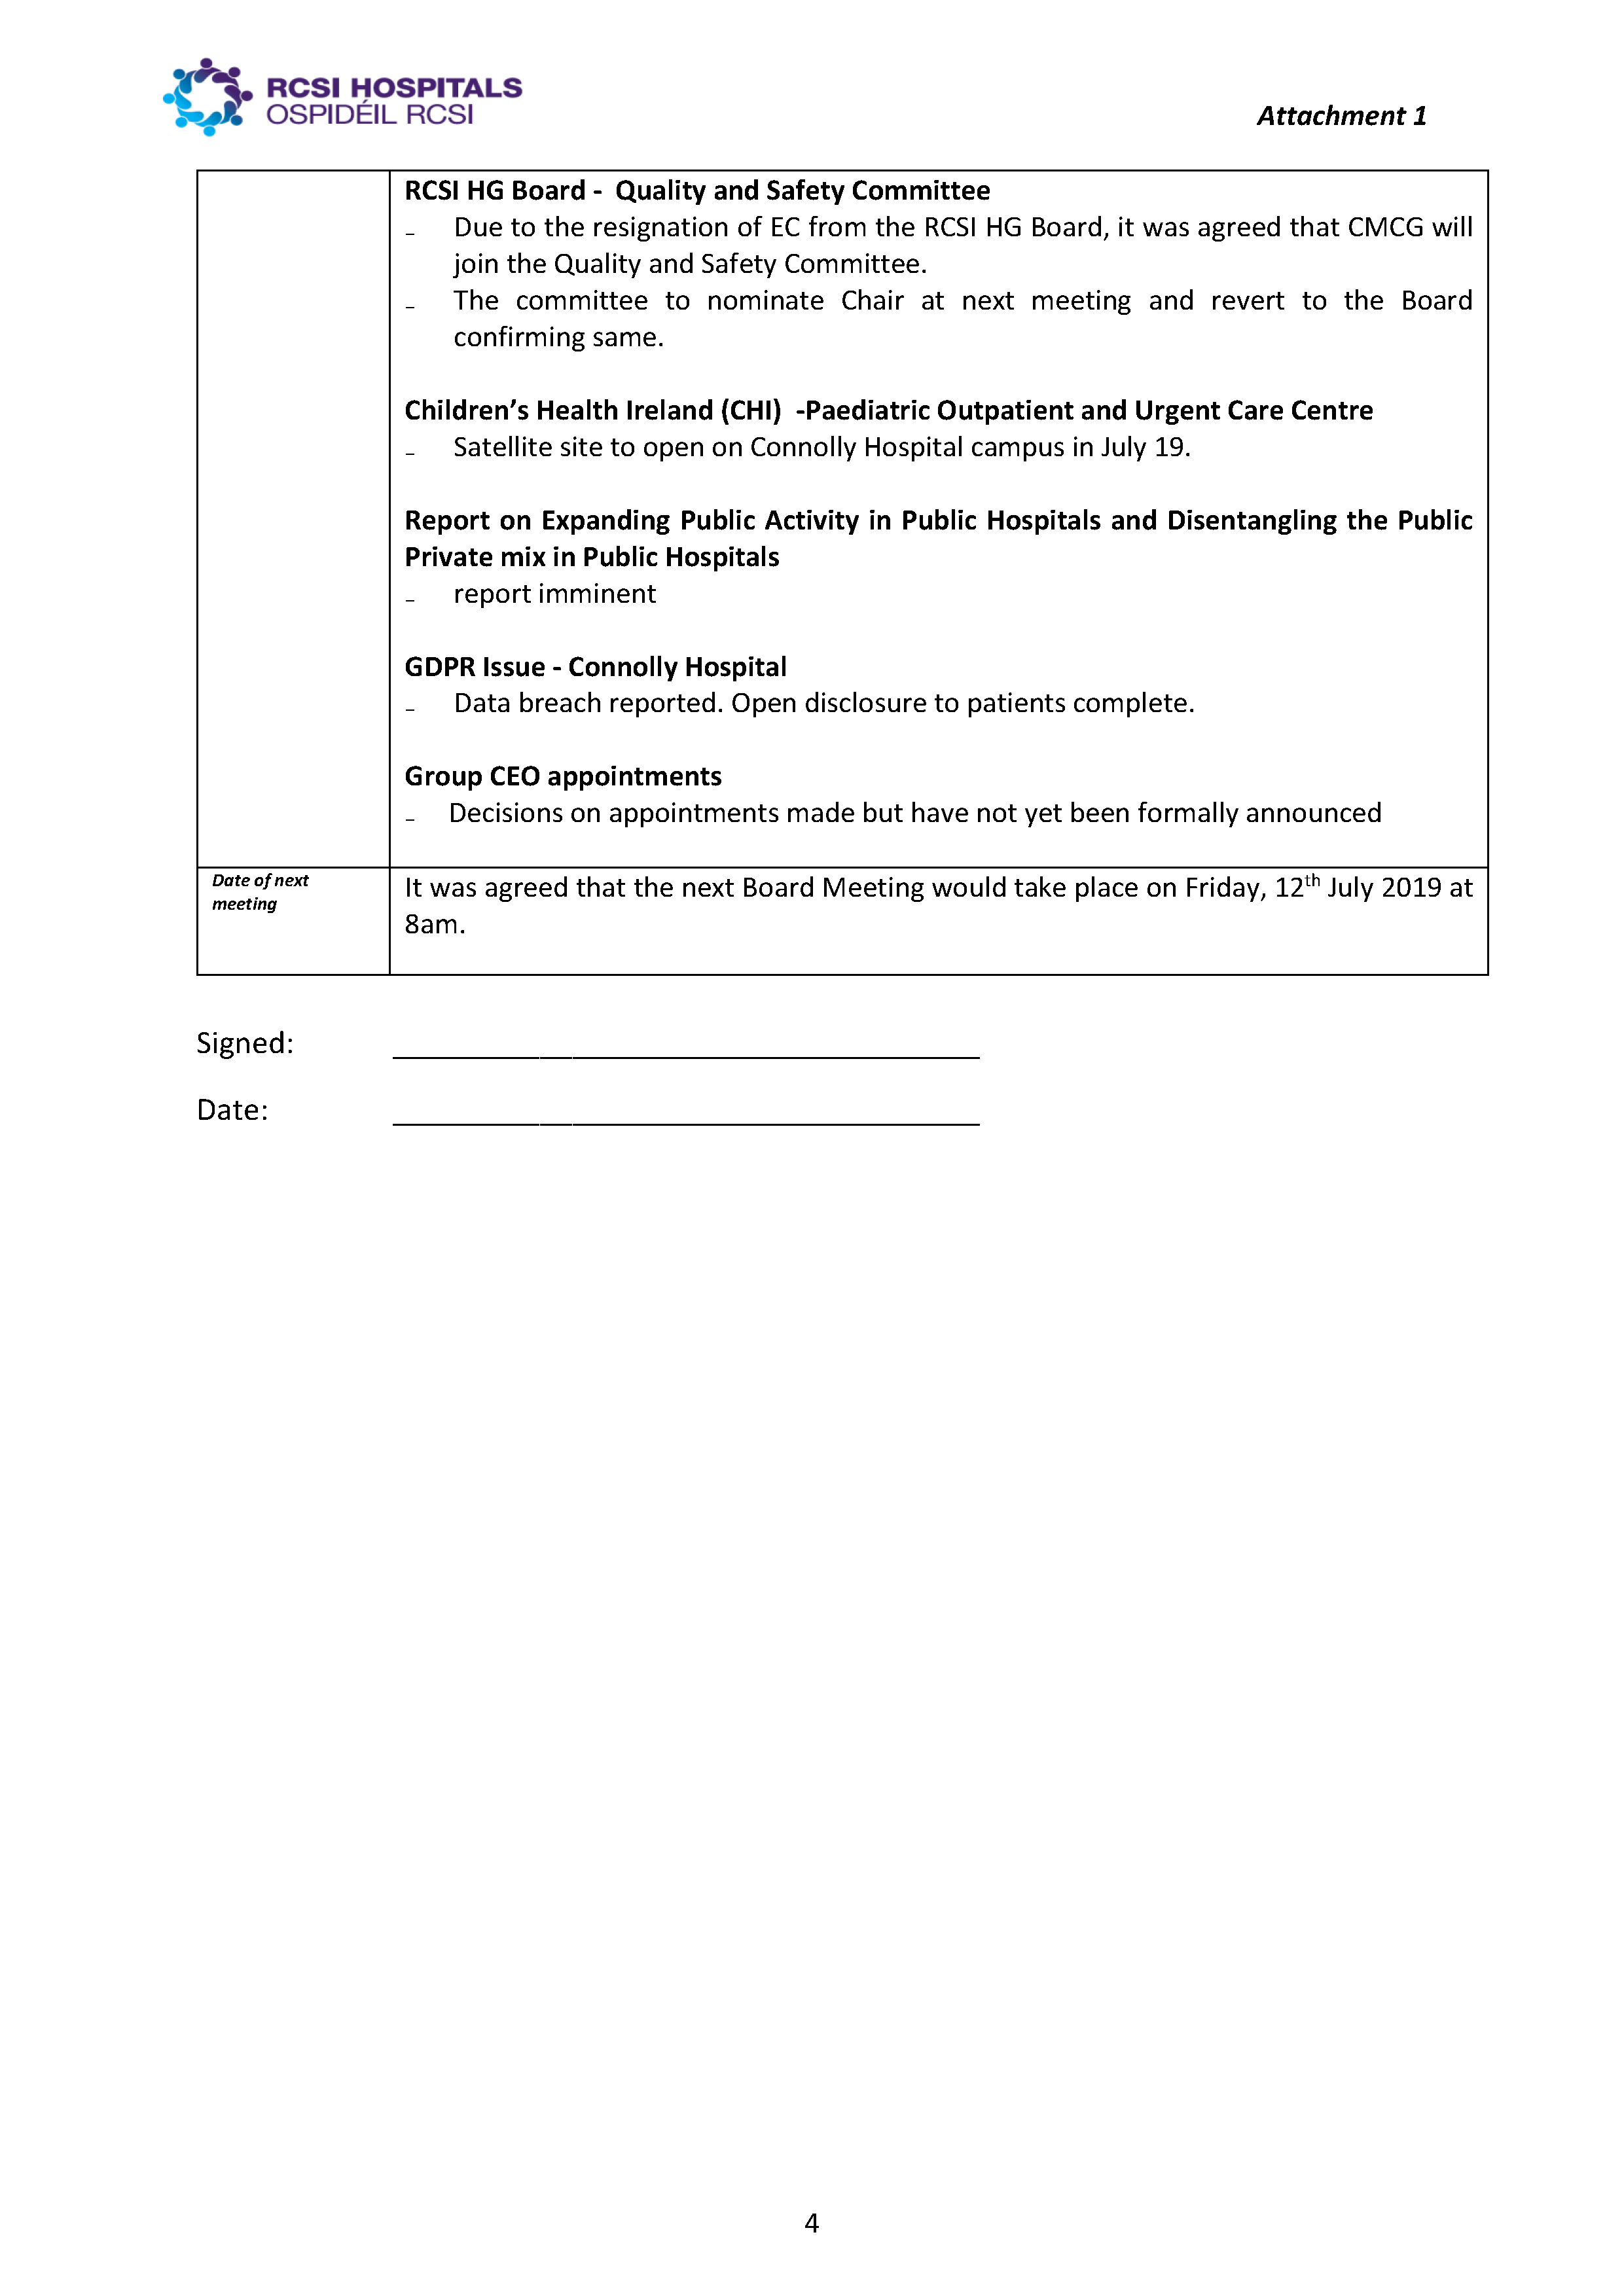 RCSI HOSPITALS
OSPIDÉIL RCSI
Attachment 1
RCSI HG Board -  Quality and Safety Committee
- Due to the resignation of EC from the RCSI HG Board, it was agreed that CMCG will
join the Quality and Safety Committee.
- The committee to nominate Chair at next meeting and revert to the Board
confirming same.
Children’s Health Ireland (CHI)  -Paediatric Outpatient and Urgent Care Centre
- Satellite site to open on Connolly Hospital campus in July 19.
Report on Expanding Public Activity in Public Hospitals and Disentangling the Public
Private mix in Public Hospitals
- report imminent
GDPR Issue - Connolly Hospital
- Data breach reported. Open disclosure to patients complete.
Group CEO appointments
- Decisions on appointments made but have not yet been formally announced
Date of next
meeting
It was agreed that the next Board Meeting would take place on Friday, 12th July 2019 at
8am.
Signed: ____________________________________
Date: ____________________________________
4